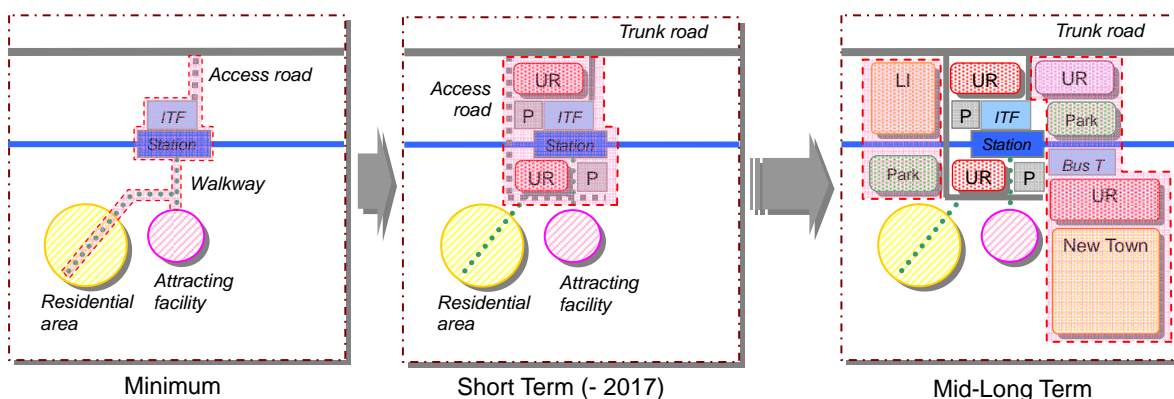 Access road
ITF
Station
Walkway
Residential
area
Attracting
facility
Minimum
Trunk road
UR
Access
road
P
ITF
Station
UR
P
Residential
area
Attracting
facility
Short Term (- 2017)
Trunk road
LI
UR
UR
P
ITF
Park
Station
Park
UR
P
Bus T
UR
New Town
Mid-Long Term